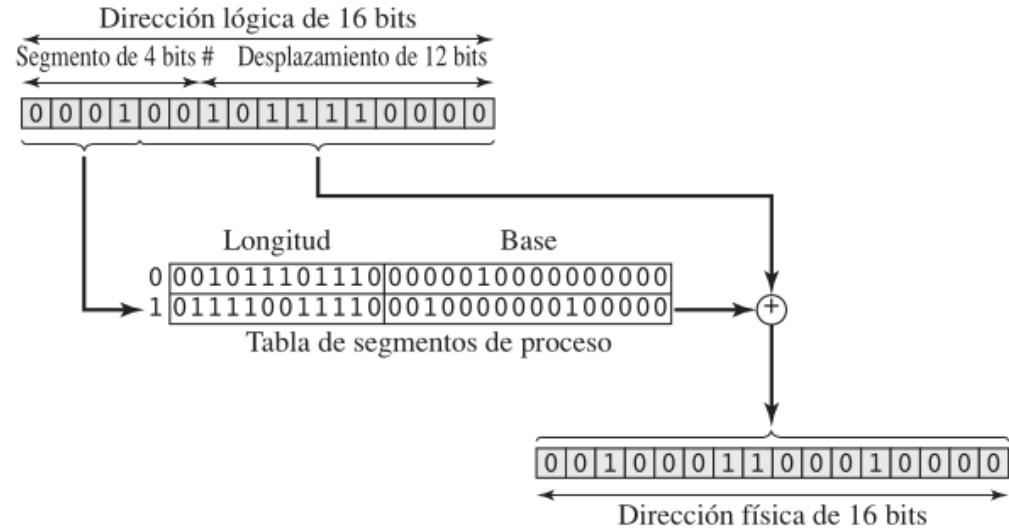 Dirección lógica de 16 bits
Segmento de 4 bits # Desplazamiento de 12 bits
0 0 0 1 0 0 1 0 1 1 1 1 0 0 0 0
Longitud Base
0 001011101110 0000010000000000
1 011110011110 0010000000100000
+
Tabla de segmentos de proceso
0 0 1 0 0 0 1 1 0 0 0 1 0 0 0 0
Dirección física de 16 bits